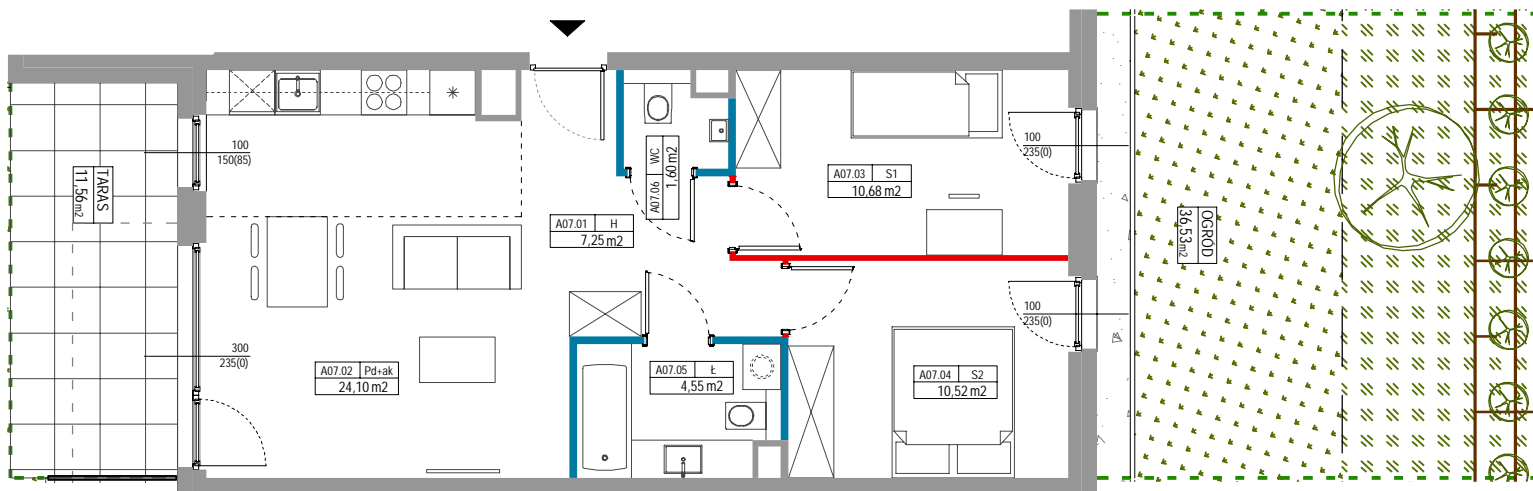 100
150(85)
TARAS
11,56m2
A07.06 WC
1,60 m2
A07.03 S1
10,68 m2
100
235(0)
OGRÓD
36,53m2
A07.01 H
7,25 m2
100
235(0)
300
235(0)
A07.02 Pd+ak
24,10 m2
A07.05 Ł
4,55 m2
A07.04 S2
10,52 m2